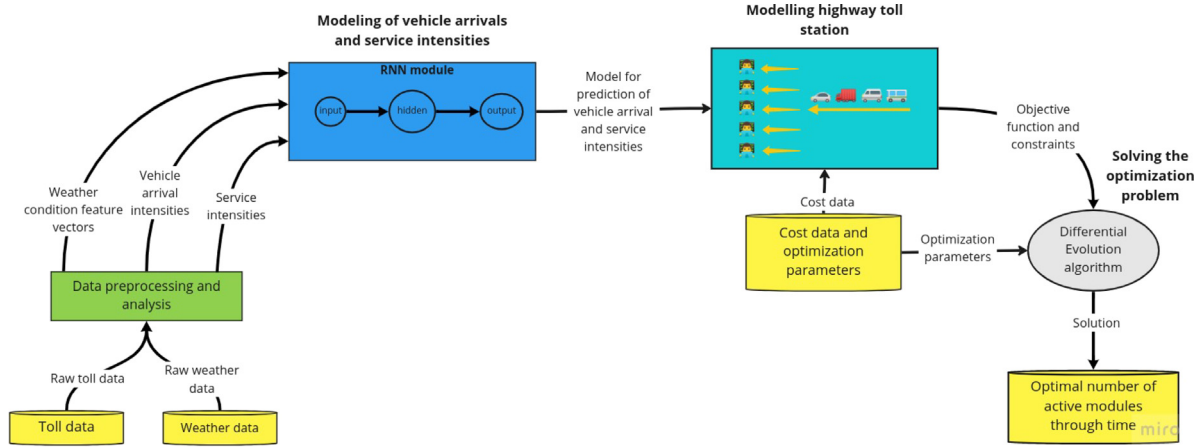 Modeling of vehicle arrivals
and service intensities
RNN module
input
hidden
output
Model for
prediction of
vehicle arrival
and service
intensities
Modelling highway toll
station
Objective
function and
constraints
Solving the
optimization
problem
Weather
condition feature
vectors
Vehicle
arrival
intensities
Service
intensities
Cost data
Cost data and
optimization
parameters
Optimization
parameters
Differential
Evolution
algorithm
Data preprocessing and
analysis
Solution
Raw toll data
Raw weather
data
Toll data
Weather data
Optimal number of
active modules
through time
miro